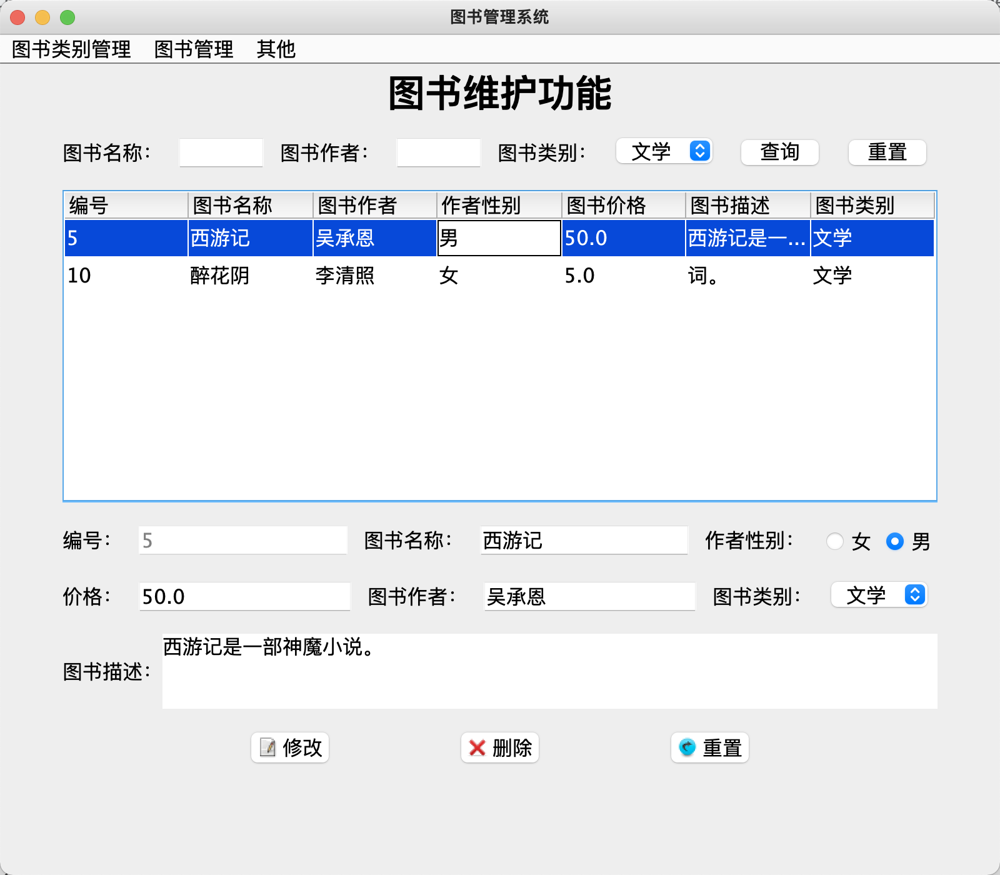 图书管理系统
图书类别管理 图书管理 其他
图书维护功能
图书名称： 图书作者： 图书类别： 文学 查询 重置
编号 图书名称 图书作者 作者性别 图书价格 图书描述 图书类别
5 西游记 吴承恩 男 50.0 西游记是一... 文学
10 醉花阴 李清照 女 5.0 词。 文学
编号： 5 图书名称： 西游记 作者性别： 女 男
价格： 50.0 图书作者： 吴承恩 图书类别： 文学
图书描述： 西游记是一部神魔小说。
修改 删除 重置